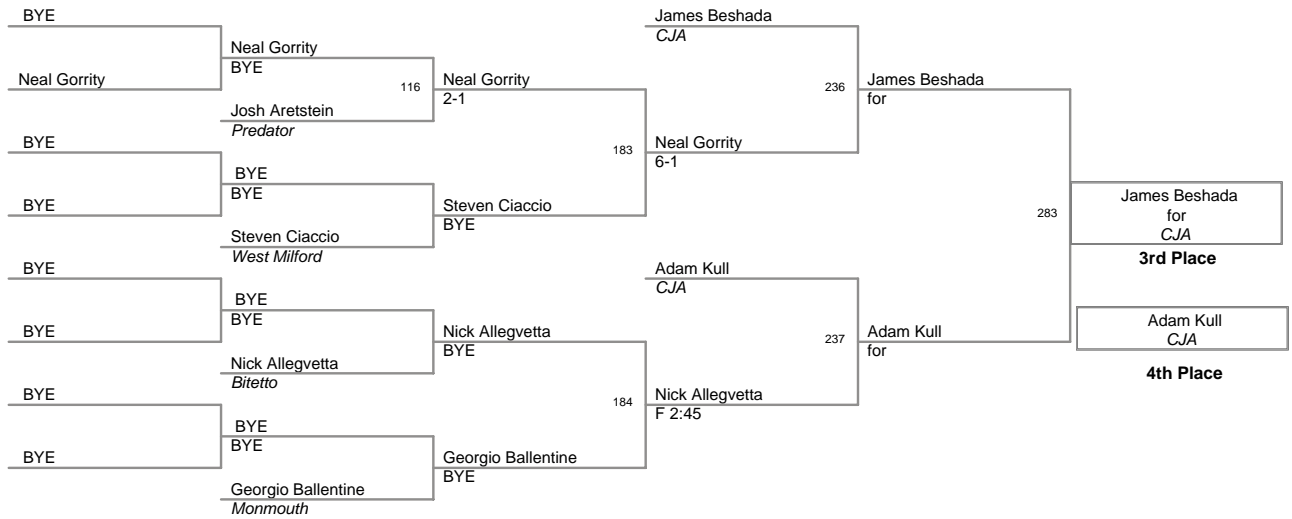 BYE
Neal Gorrity
BYE
BYE
BYE
BYE
BYE
BYE
Neal Gorrity
BYE
Josh Aretstein
Predator
BYE
BYE
Steven Ciaccio
West Milford
BYE
BYE
Nick Allegvetta
Bitetto
BYE
BYE
Georgio Ballentine
Monmouth
116
Neal Gorrity
2-1
Steven Ciaccio
BYE
Nick Allegvetta
BYE
Georgio Ballentine
BYE
183
184
James Beshada
CJA
Neal Gorrity
6-1
Adam Kull
CJA
Nick Allegvetta
F 2:45
236
237
James Beshada
for
Adam Kull
for
283
James Beshada
for
CJA
3rd Place
Adam Kull
CJA
4th Place